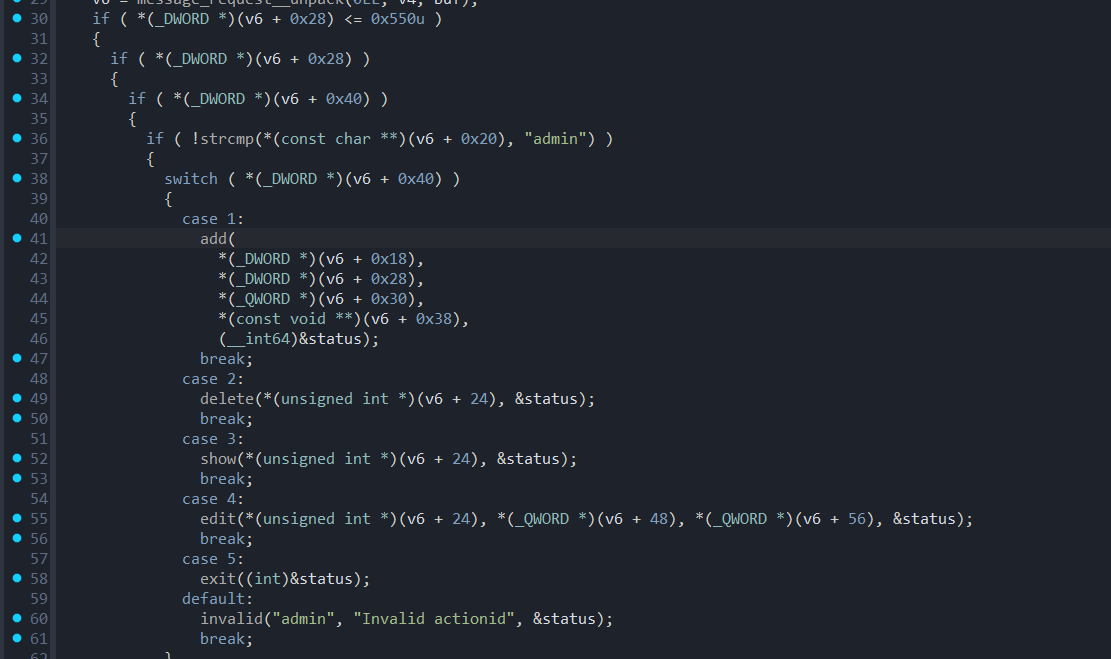 29 v6 = message_request__unpack(0LL, v4, buf);
30 if ( *(_DWORD *)(v6 + 0x28) <= 0x550u )
31 {
32 if ( *(_DWORD *)(v6 + 0x28) )
33 {
34 if ( *(_DWORD *)(v6 + 0x40) )
35 {
36 if ( !strcmp(*(const char **)(v6 + 0x20), "admin") )
37 {
38 switch ( *(_DWORD *)(v6 + 0x40) )
39 {
40 case 1:
41 add(
42 *(_DWORD *)(v6 + 0x18),
43 *(_DWORD *)(v6 + 0x28),
44 *(_QWORD *)(v6 + 0x30),
45 *(const void **)(v6 + 0x38),
46 (__int64)&status);
47 break;
48 case 2:
49 delete(*(unsigned int *)(v6 + 24), &status);
50 break;
51 case 3:
52 show(*(unsigned int *)(v6 + 24), &status);
53 break;
54 case 4:
55 edit(*(unsigned int *)(v6 + 24), *(_QWORD *)(v6 + 48), *(_QWORD *)(v6 + 56), &status);
56 break;
57 case 5:
58 exit((int)&status);
59 default:
60 invalid("admin", "Invalid actionid", &status);
61 break;
62 }